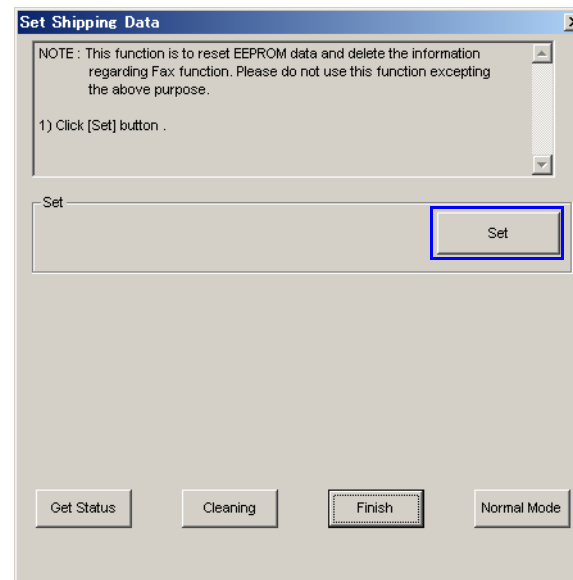 Set Shipping Data
NOTE : This function is to reset EEPROM data and delete the information
regarding Fax function. Please do not use this function excepting
the above purpose.
1) Click [Set] button .
Set
Set
Get Status
Cleaning
Finish
Normal Mode